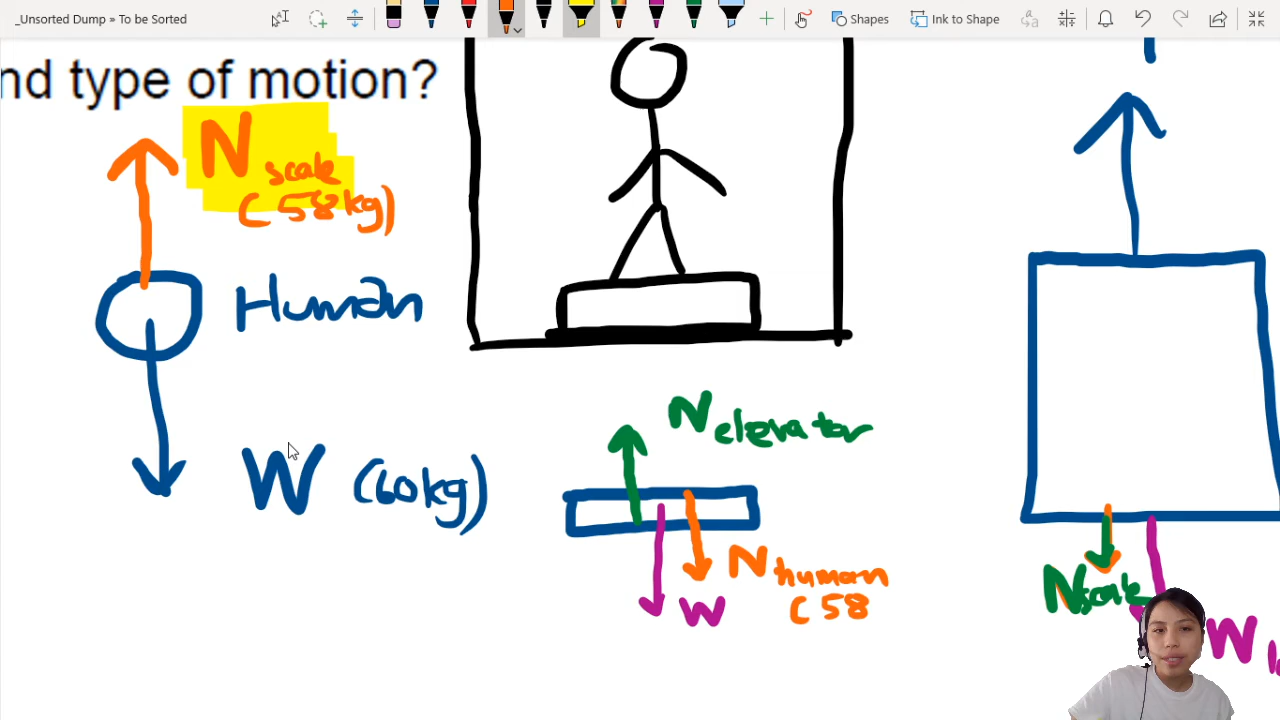 _Unsorted Dump » To be Sorted
Shapes
Ink to Shape
nd type of motion?
N scale
(58kg)
Human
W (60kg)
N elevator
N human
(58
W
N scale
W